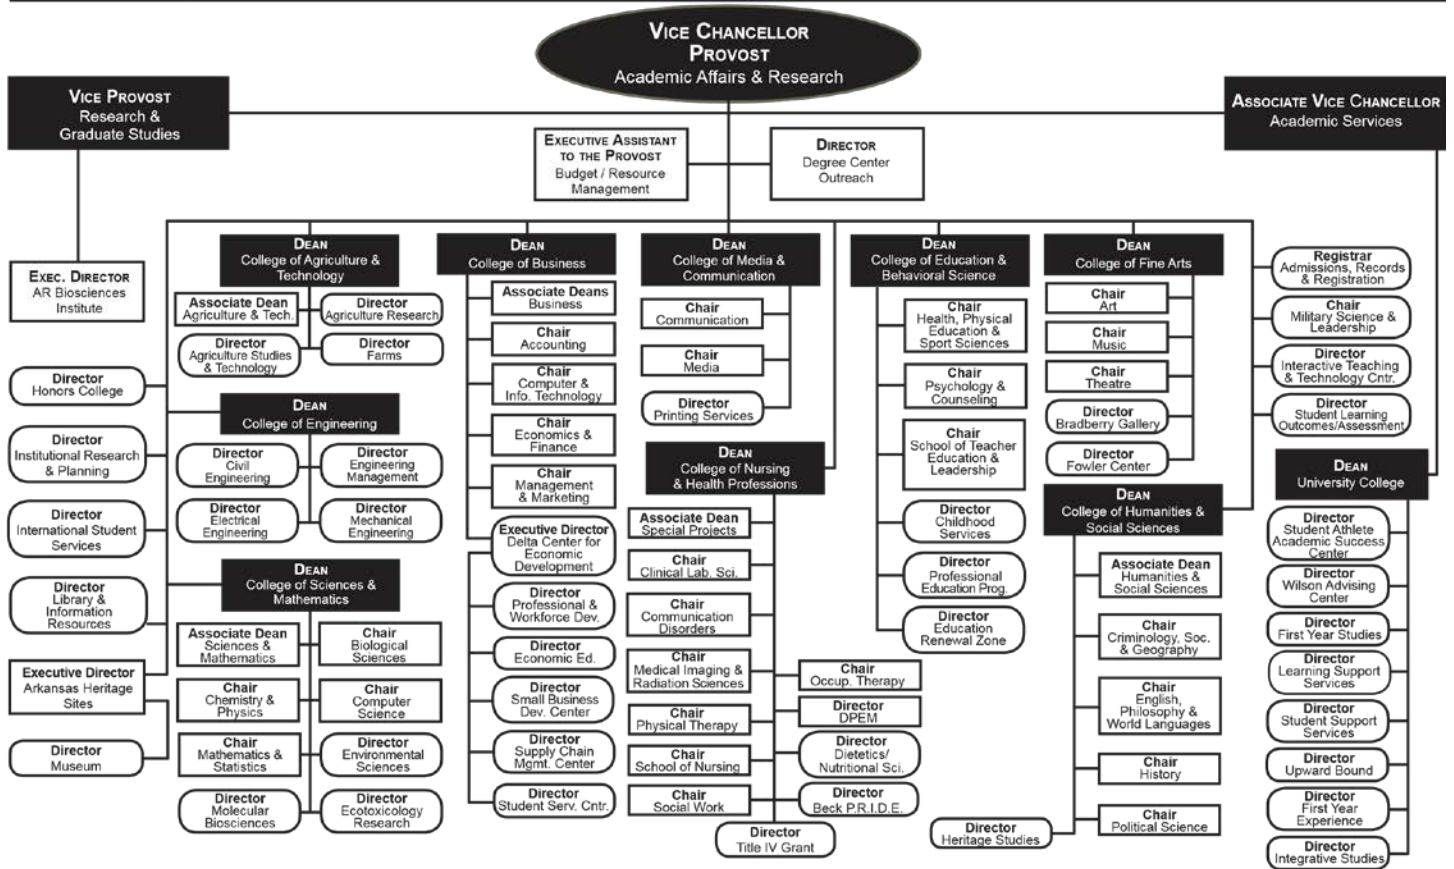 VICE CHANCELLOR
PROVOST
Academic Affairs & Research
VICE PROVOST
Research &
Graduate Studies
ASSOCIATE VICE CHANCELLOR
Academic Services
EXECUTIVE ASSISTANT
TO THE PROVOST
Budget / Resource
Management
DIRECTOR
Degree Center
Outreach
EXEC. DIRECTOR
AR Biosciences
Institute
Director
Honors College
Director
Institutional Research
& Planning
Director
International Student
Services
Director
Library &
Information
Resources
Executive Director
Arkansas Heritage
Sites
Director
Museum
DEAN
College of Agriculture &
Technology
Associate Dean
Agriculture & Tech.
Director
Agriculture Research
Director
Agriculture Studies
& Technology
Director
Farms
DEAN
College of Engineering
Director
Civil
Engineering
Director
Engineering
Management
Director
Electrical
Engineering
Director
Mechanical
Engineering
DEAN
College of Sciences &
Mathematics
Associate Dean
Sciences &
Mathematics
Chair
Biological
Sciences
Chair
Chemistry &
Physics
Chair
Computer
Science
Chair
Mathematics &
Statistics
Director
Environmental
Sciences
Director
Molecular
Biosciences
Director
Ecotoxicology
Research
DEAN
College of Business
Associate Deans
Business
Chair
Accounting
Chair
Computer &
Info. Technology
Chair
Economics &
Finance
Chair
Management
& Marketing
Executive Director
Delta Center for
Economic
Development
Director
Professional &
Workforce Dev.
Director
Economic Ed.
Director
Small Business
Dev. Center
Director
Supply Chain
Mgmt. Center
Director
Student Serv. Cntr.
DEAN
College of Media &
Communication
Chair
Communication
Chair
Media
Director
Printing Services
DEAN
College of Nursing
& Health Professions
Associate Dean
Special Projects
Chair
Clinical Lab. Sci.
Chair
Communication
Disorders
Chair
Medical Imaging &
Radiation Sciences
Chair
Occup. Therapy
Chair
Physical Therapy
Director
DPEM
Chair
School of Nursing
Director
Dietetics/
Nutritional Sci.
Chair
Social Work
Director
Beck P.R.I.D.E.
Director
Title IV Grant
DEAN
College of Education &
Behavioral Science
Chair
Health, Physical
Education &
Sport Sciences
Chair
Psychology &
Counseling
Chair
School of Teacher
Education &
Leadership
Director
Childhood
Services
Director
Professional
Education Prog.
Director
Education
Renewal Zone
DEAN
College of Fine Arts
Chair
Art
Chair
Music
Chair
Theatre
Director
Bradberry Gallery
Director
Fowler Center
DEAN
College of Humanities &
Social Sciences
Associate Dean
Humanities &
Social Sciences
Chair
Criminology, Soc.
& Geography
Chair
English,
Philosophy &
World Languages
Chair
History
Chair
Political Science
Director
Heritage Studies
Registrar
Admissions, Records
& Registration
Chair
Military Science &
Leadership
Director
Interactive Teaching
& Technology Cntr.
Director
Student Learning
Outcomes/Assessment
DEAN
University College
Director
Student Athlete
Academic Success
Center
Director
Wilson Advising
Center
Director
First Year Studies
Director
Learning Support
Services
Director
Student Support
Services
Director
Upward Bound
Director
First Year
Experience
Director
Integrative Studies